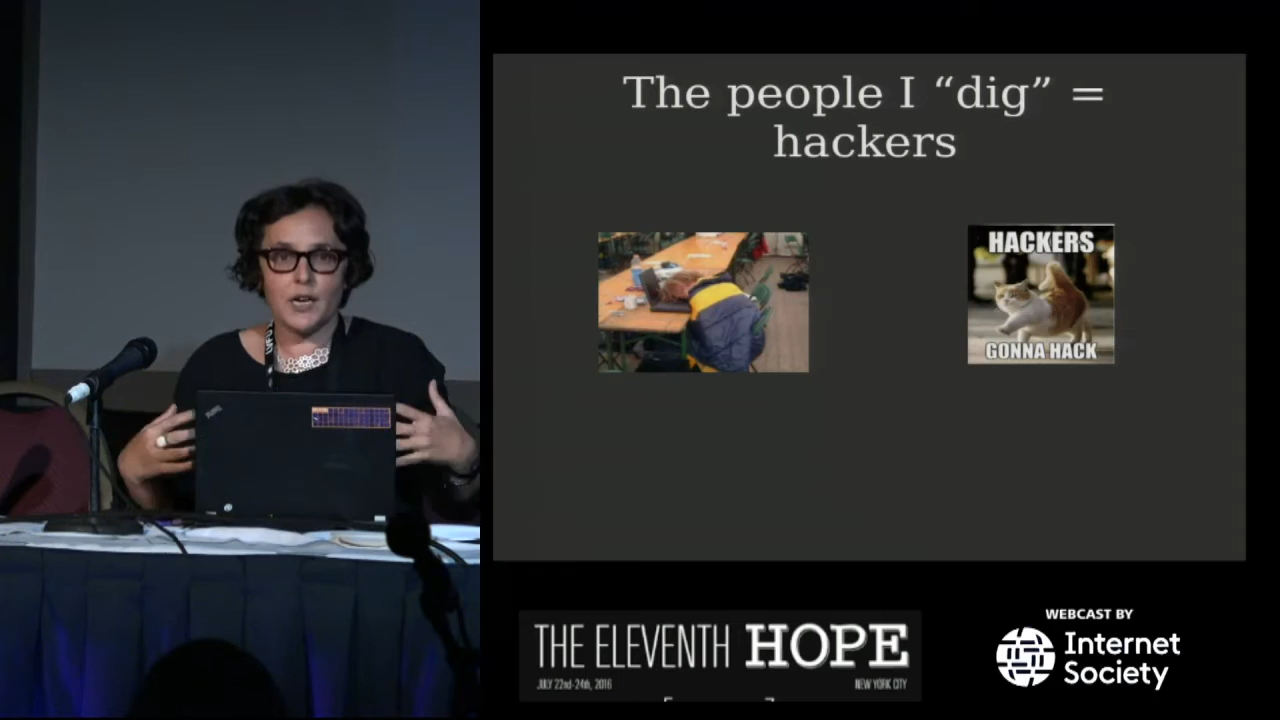 The people I “dig” =
hackers
HACKERS
GONNA HACK
THE ELEVENTH HOPE
JULY 22nd-24th, 2016
NEW YORK CITY
WEBCAST BY
Internet
Society